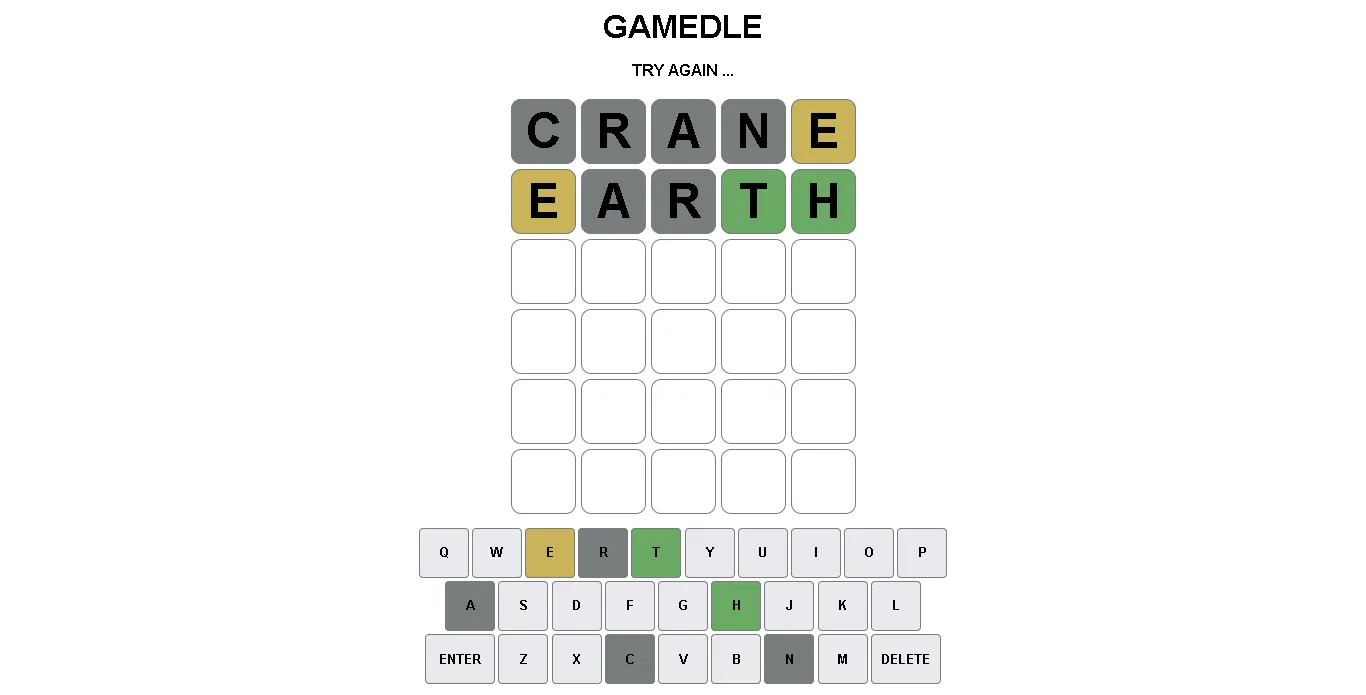 GAMEDLE
TRY AGAIN ...
C R A N E
E A R T H
Q W E R T Y U I O P
A S D F G H J K L
ENTER Z X C V B N M DELETE